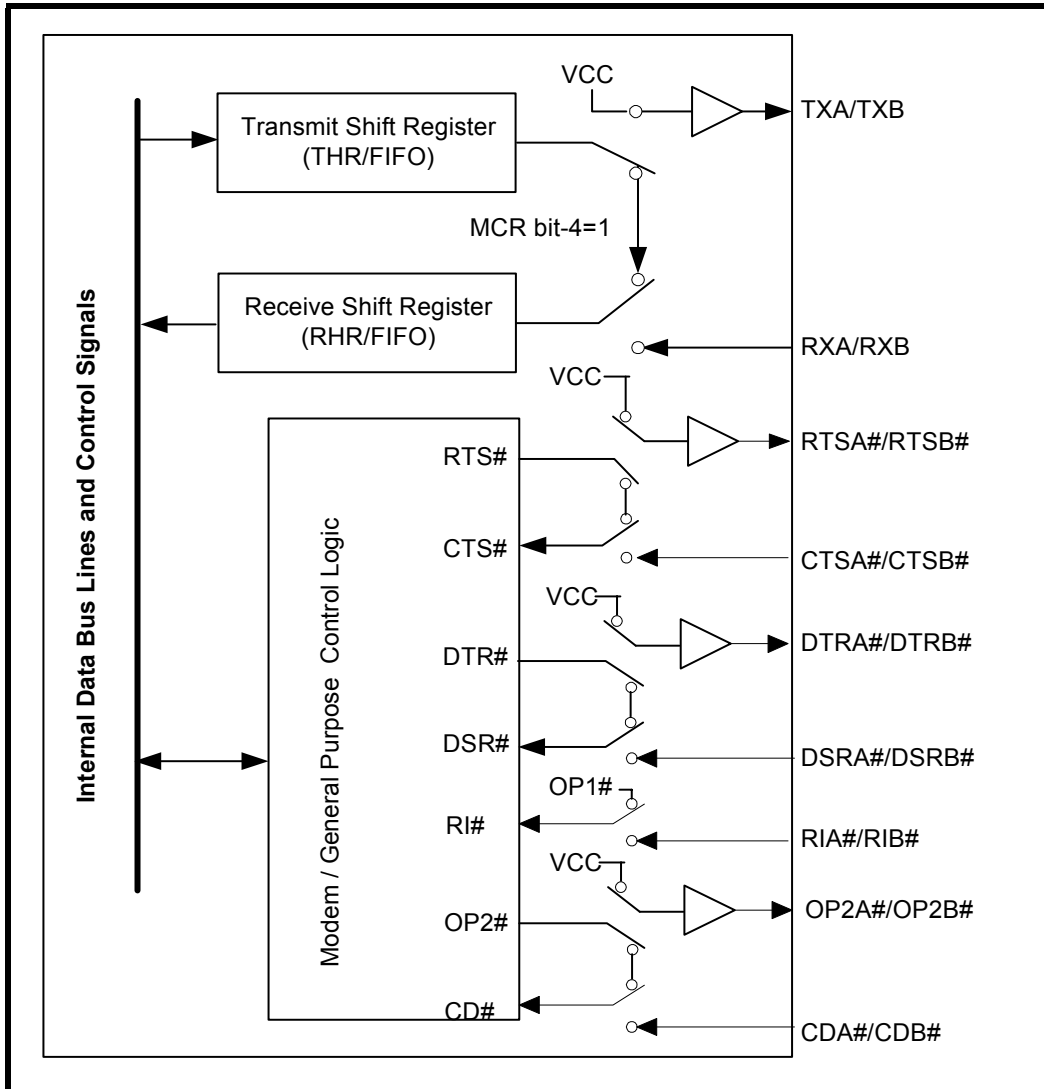 VCC
TXA/TXB
Transmit Shift Register
(THR/FIFO)
MCR bit-4=1
Receive Shift Register
(RHR/FIFO)
RXA/RXB
VCC
RTSA#/RTSB#
RTS#
CTS#
CTSA#/CTSB#
VCC
DTRA#/DTRB#
DTR#
DSR#
DSRA#/DSRB#
OP1#
RI#
RIA#/RIB#
VCC
OP2A#/OP2B#
OP2#
CD#
CDA#/CDB#
Internal Data Bus Lines and Control Signals
Modem / General Purpose Control Logic